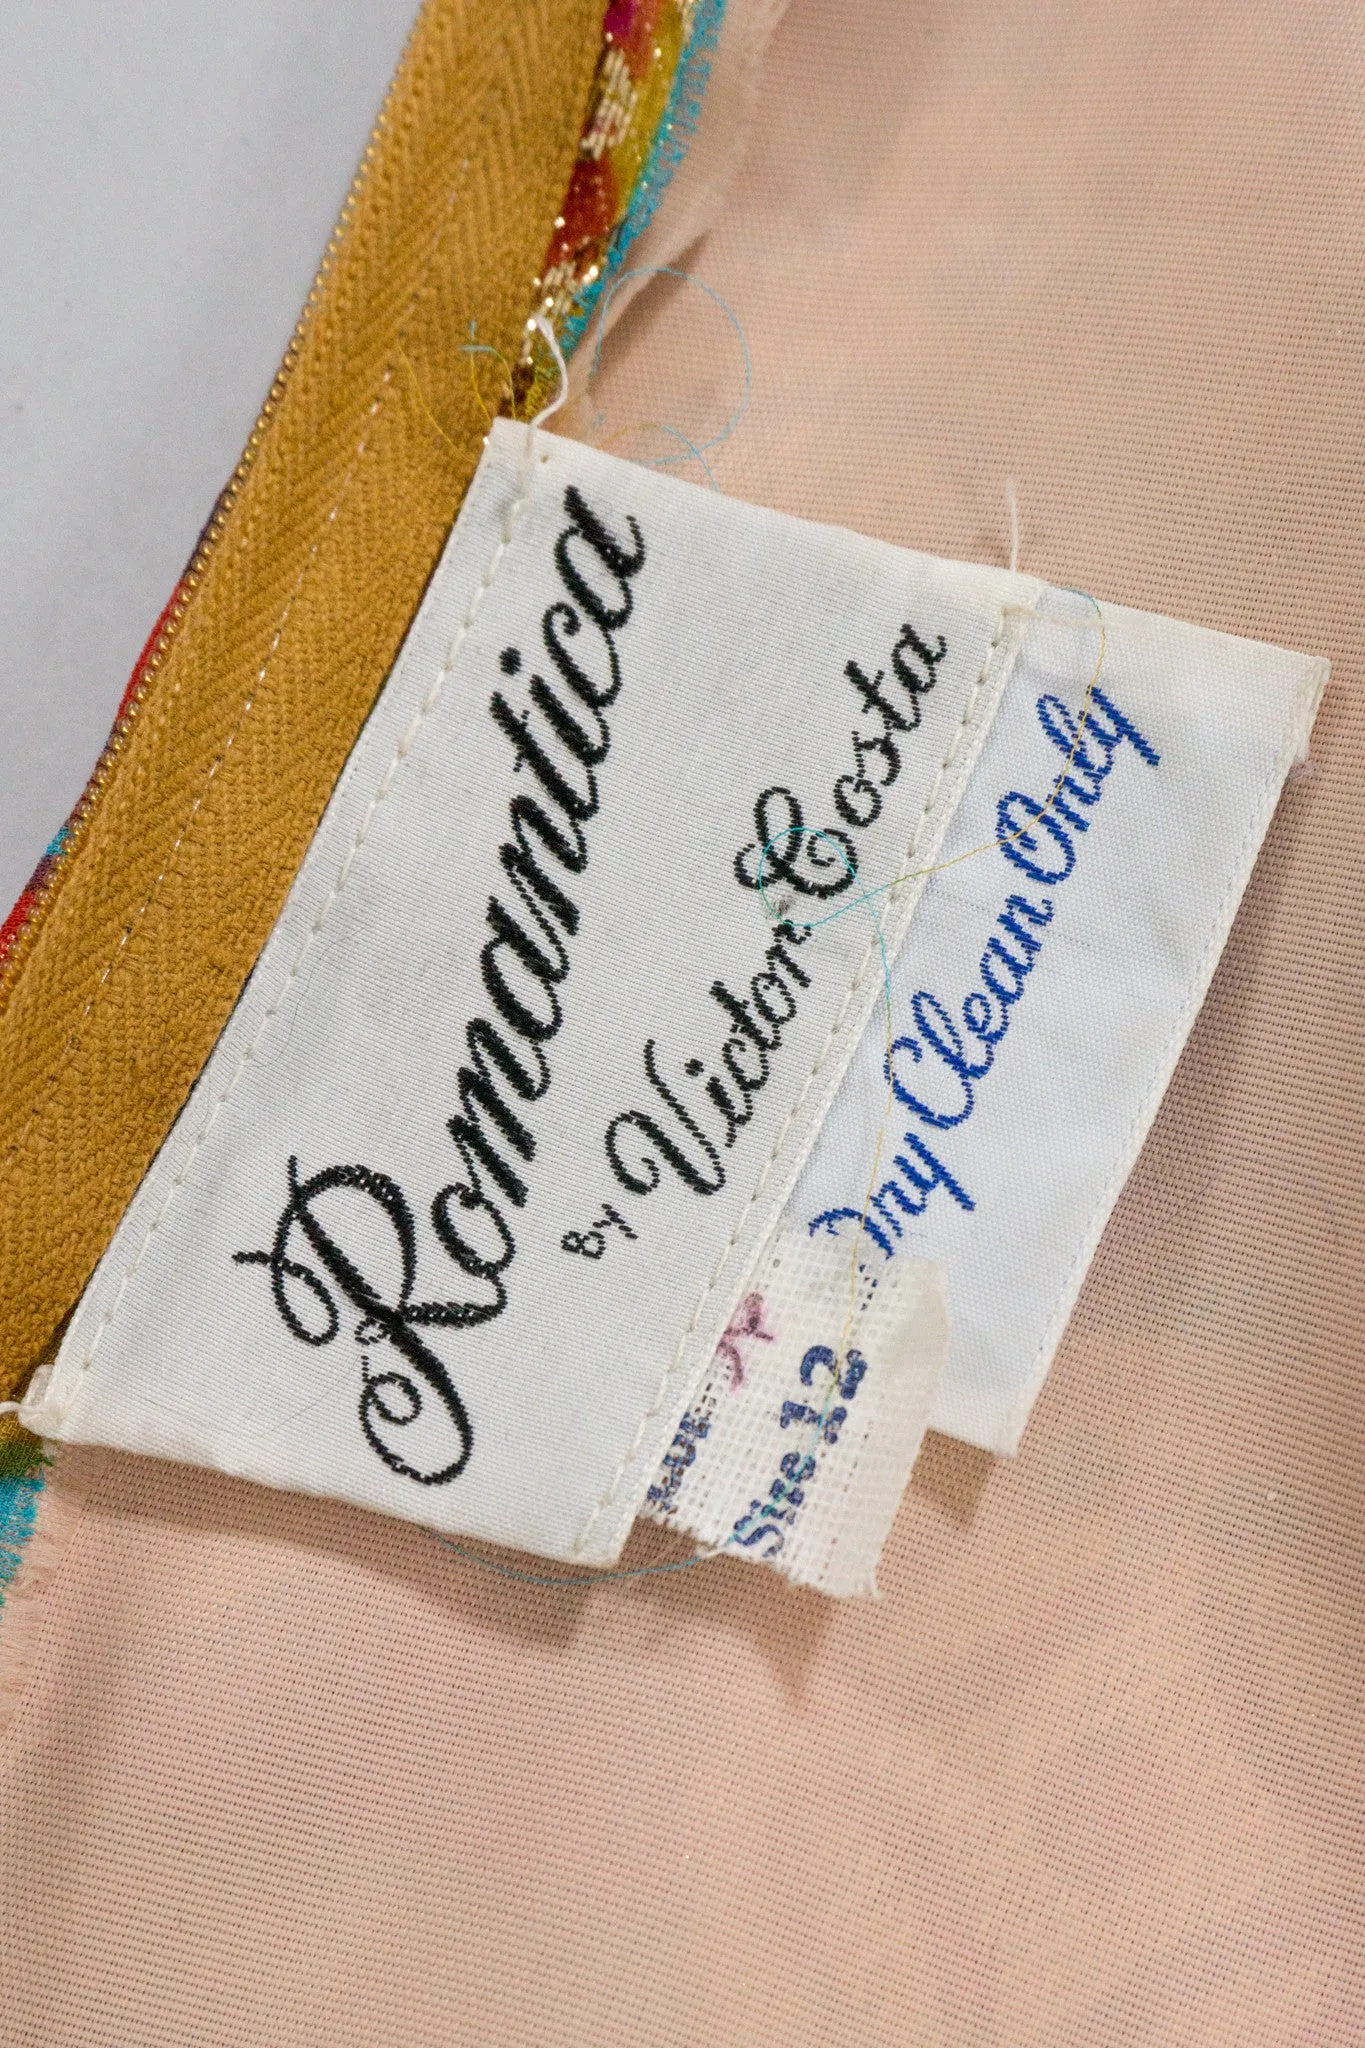 Romantica
By Victor Costa
Dry Clean Only
Size 12